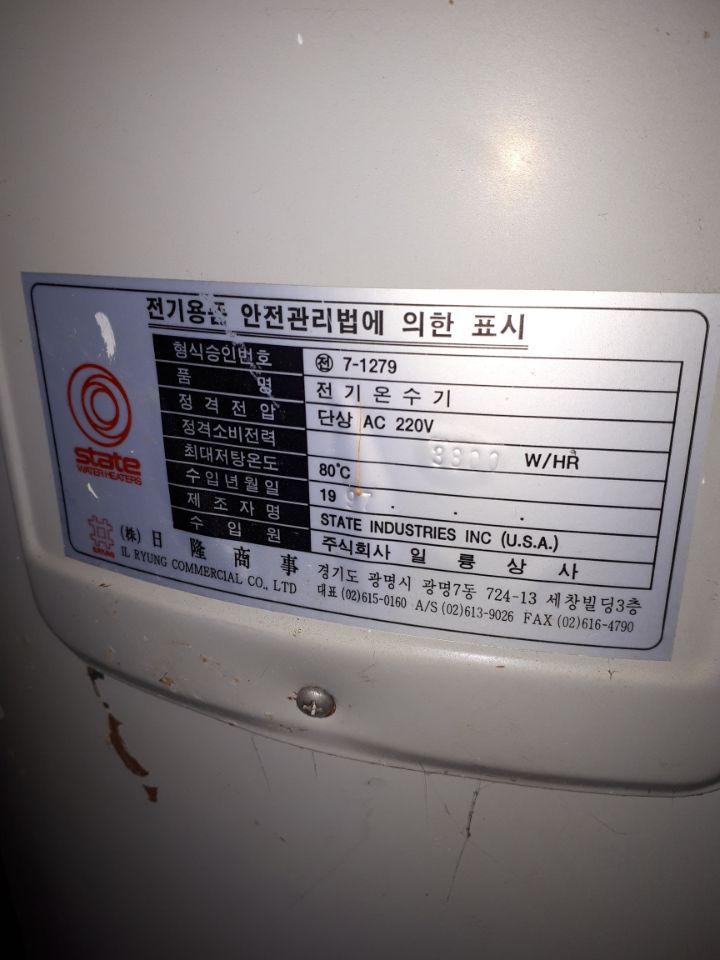 전기용품 안전관리법에 의한 표시
형식승인번호 ㉠ 7-1279
품 명 전 기 온 수 기
정 격 전 압 단상 AC 220V
정격소비전력 W/HR
최대저탕온도 80℃
수 입 년 월 일 19 . . .
제 조 자 명 STATE INDUSTRIES INC (U.S.A.)
수 입 원 주식회사 일 륭 상 사
state
WATER HEATERS
(株) 日 隆 商 事
IL RYUNG COMMERCIAL CO., LTD
경기도 광명시 광명7동 724-13 세창빌딩3층
대표 (02)615-0160 A/S (02)613-9026 FAX (02)616-4790